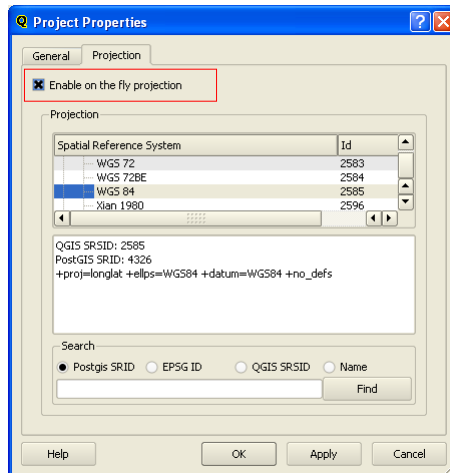 Project Properties
General Projection
Enable on the fly projection
Projection
Spatial Reference System Id
WGS 72 2583
WGS 72BE 2584
WGS 84 2585
Xian 1980 2596
QGIS SRSID: 2585
PostGIS SRID: 4326
+proj=longlat +ellps=WGS84 +datum=WGS84 +no_defs
Search
Postgis SRID EPSG ID QGIS SRSID Name
Find
Help OK Apply Cancel